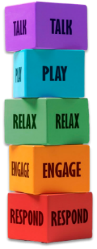 TALK TALK
PLAY PLAY
RELAX RELAX
ENGAGE ENGAGE
RESPOND RESPOND